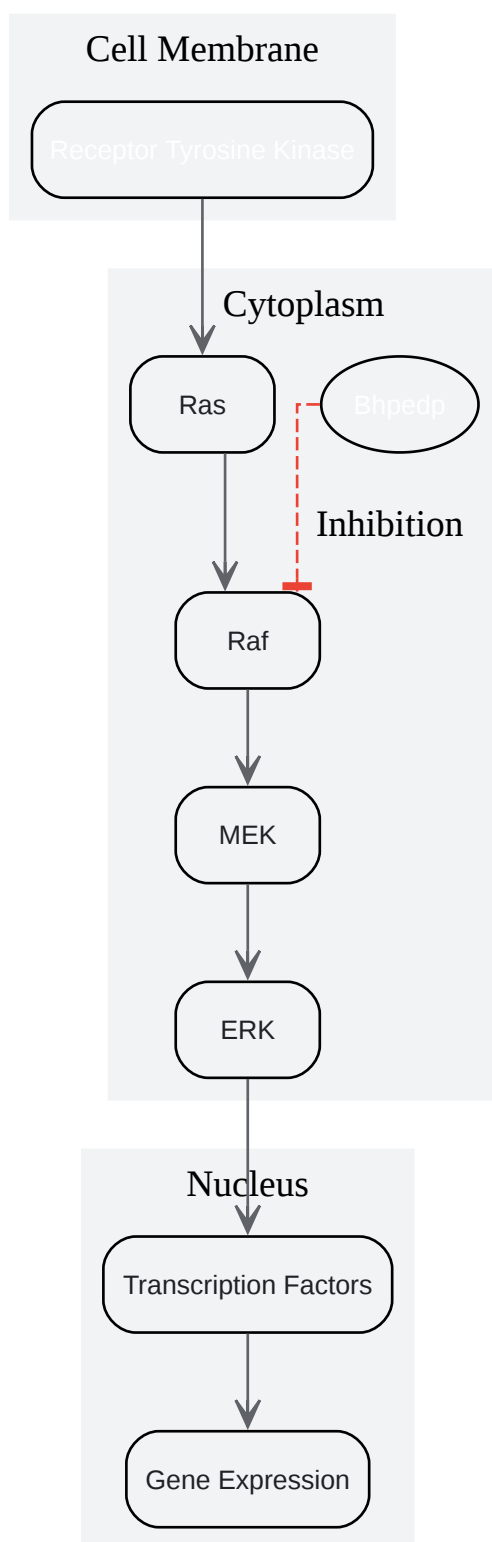 Cell Membrane
Receptor Tyrosine Kinase
Cytoplasm
Ras
Bhpedp
Inhibition
Raf
MEK
ERK
Nucleus
Transcription Factors
Gene Expression